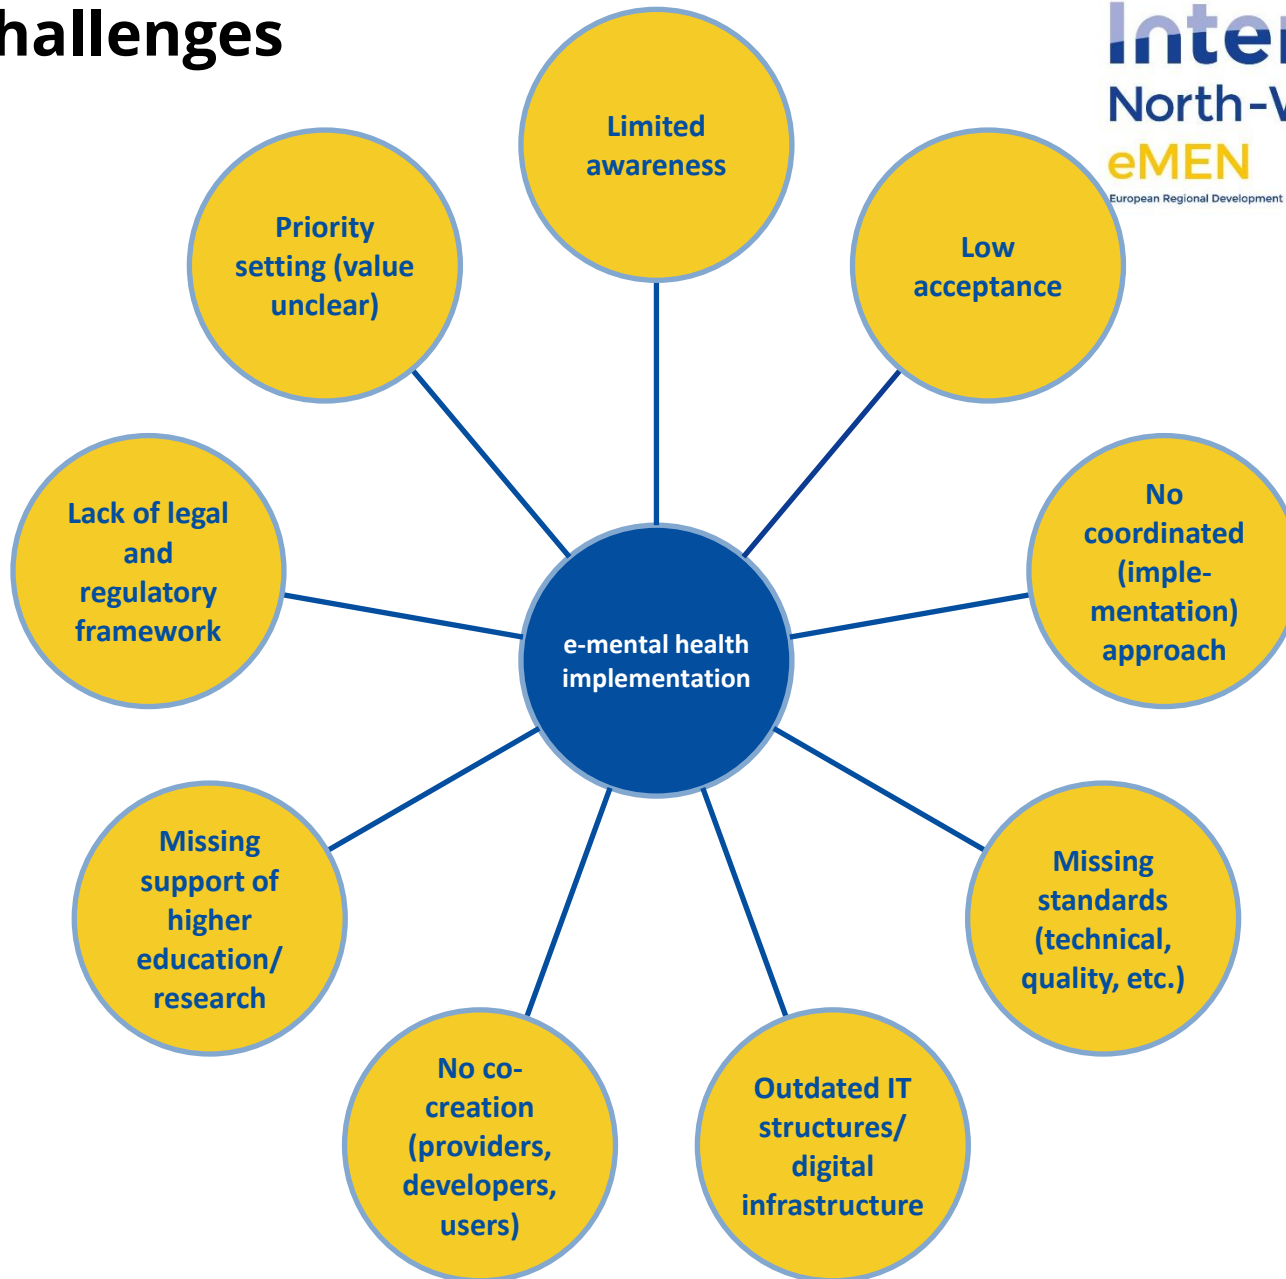 hallenges
Inte
North-
eMEN
European Regional Development
Limited
awareness
Low
acceptance
No
coordinated
(imple-
mentation)
approach
Missing
standards
(technical,
quality, etc.)
Outdated IT
structures/
digital
infrastructure
No co-
creation
(providers,
developers,
users)
Missing
support of
higher
education/
research
Lack of legal
and
regulatory
framework
Priority
setting (value
unclear)
e-mental health
implementation